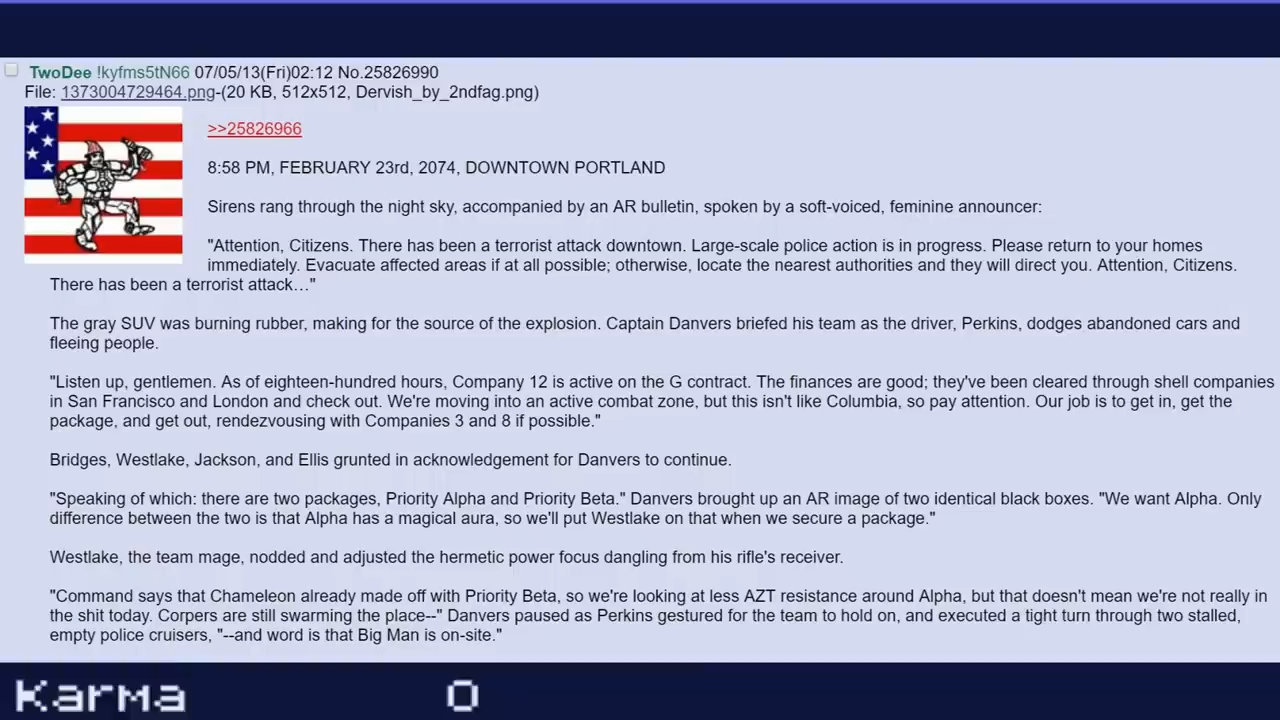 TwoDee !kyfms5tN66 07/05/13(Fri)02:12 No.25826990
File: 1373004729464.png-(20 KB, 512x512, Dervish_by_2ndfag.png)
>>25826966
8:58 PM, FEBRUARY 23rd, 2074, DOWNTOWN PORTLAND
Sirens rang through the night sky, accompanied by an AR bulletin, spoken by a soft-voiced, feminine announcer:
"Attention, Citizens. There has been a terrorist attack downtown. Large-scale police action is in progress. Please return to your homes
immediately. Evacuate affected areas if at all possible; otherwise, locate the nearest authorities and they will direct you. Attention, Citizens.
There has been a terrorist attack…"
The gray SUV was burning rubber, making for the source of the explosion. Captain Danvers briefed his team as the driver, Perkins, dodges abandoned cars and
fleeing people.
"Listen up, gentlemen. As of eighteen-hundred hours, Company 12 is active on the G contract. The finances are good; they've been cleared through shell companies
in San Francisco and London and check out. We're moving into an active combat zone, but this isn't like Columbia, so pay attention. Our job is to get in, get the
package, and get out, rendezvousing with Companies 3 and 8 if possible."
Bridges, Westlake, Jackson, and Ellis grunted in acknowledgement for Danvers to continue.
"Speaking of which: there are two packages, Priority Alpha and Priority Beta." Danvers brought up an AR image of two identical black boxes. "We want Alpha. Only
difference between the two is that Alpha has a magical aura, so we'll put Westlake on that when we secure a package."
Westlake, the team mage, nodded and adjusted the hermetic power focus dangling from his rifle's receiver.
"Command says that Chameleon already made off with Priority Beta, so we're looking at less AZT resistance around Alpha, but that doesn't mean we're not really in
the shit today. Corpers are still swarming the place--" Danvers paused as Perkins gestured for the team to hold on, and executed a tight turn through two stalled,
empty police cruisers, "--and word is that Big Man is on-site."
Karma 0